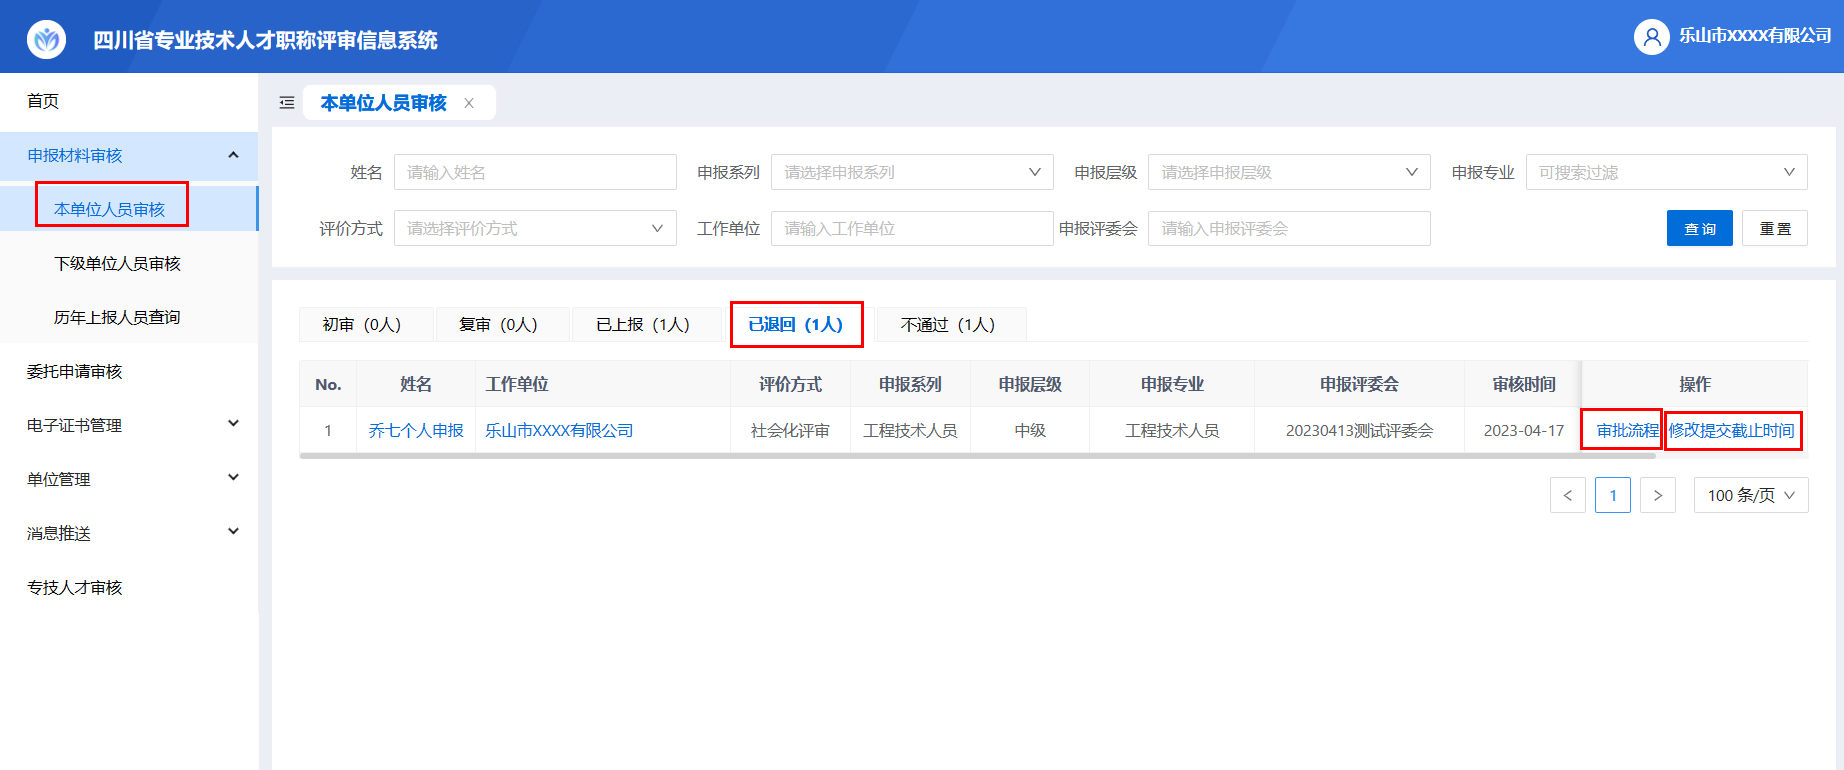 四川省专业技术人才职称评审信息系统
乐山市XXXX有限公司
首页
申报材料审核
本单位人员审核
下级单位人员审核
历年上报人员查询
委托申请审核
电子证书管理
单位管理
消息推送
专技人才审核
本单位人员审核
姓名 请输入姓名 申报系列 请选择申报系列 申报层级 请选择申报层级 申报专业 可搜索过滤
评价方式 请选择评价方式 工作单位 请输入工作单位 申报评委会 请输入申报评委会 查 询 重 置
初审（0人） 复审（0人） 已上报（1人） 已退回（1人） 不通过（1人）
No. 姓名 工作单位 评价方式 申报系列 申报层级 申报专业 申报评委会 审核时间 操作
1 乔七个人申报 乐山市XXXX有限公司 社会化评审 工程技术人员 中级 工程技术人员 20230413测试评委会 2023-04-17 审批流程 修改提交截止时间
< 1 > 100 条/页